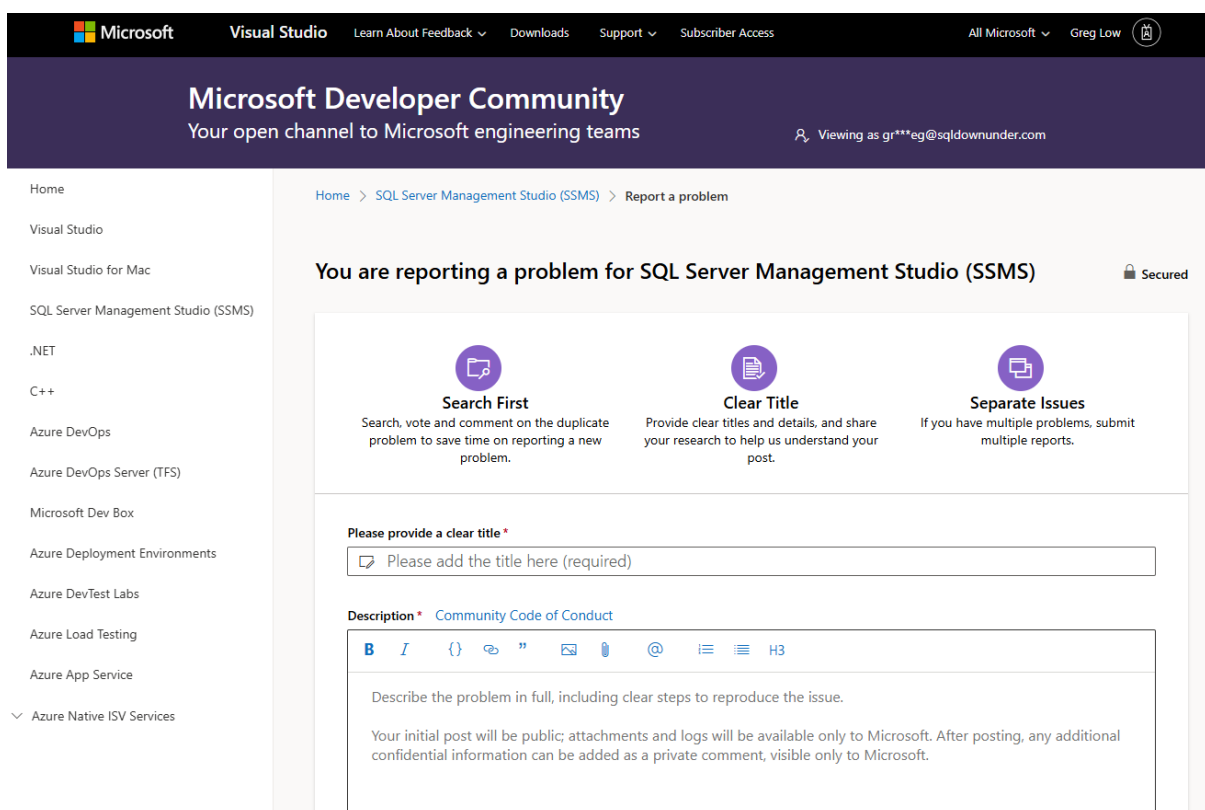 Microsoft Visual Studio Learn About Feedback Downloads Support Subscriber Access All Microsoft Greg Low
Microsoft Developer Community
Your open channel to Microsoft engineering teams
Viewing as gr***eg@sqldownunder.com
Home
Visual Studio
Visual Studio for Mac
SQL Server Management Studio (SSMS)
.NET
C++
Azure DevOps
Azure DevOps Server (TFS)
Microsoft Dev Box
Azure Deployment Environments
Azure DevTest Labs
Azure Load Testing
Azure App Service
Azure Native ISV Services
Home > SQL Server Management Studio (SSMS) > Report a problem
You are reporting a problem for SQL Server Management Studio (SSMS)
Secured
Search First
Search, vote and comment on the duplicate
problem to save time on reporting a new
problem.
Clear Title
Provide clear titles and details, and share
your research to help us understand your
post.
Separate Issues
If you have multiple problems, submit
multiple reports.
Please provide a clear title *
Please add the title here (required)
Description * Community Code of Conduct
B I {} " @ H3
Describe the problem in full, including clear steps to reproduce the issue.
Your initial post will be public; attachments and logs will be available only to Microsoft. After posting, any additional
confidential information can be added as a private comment, visible only to Microsoft.